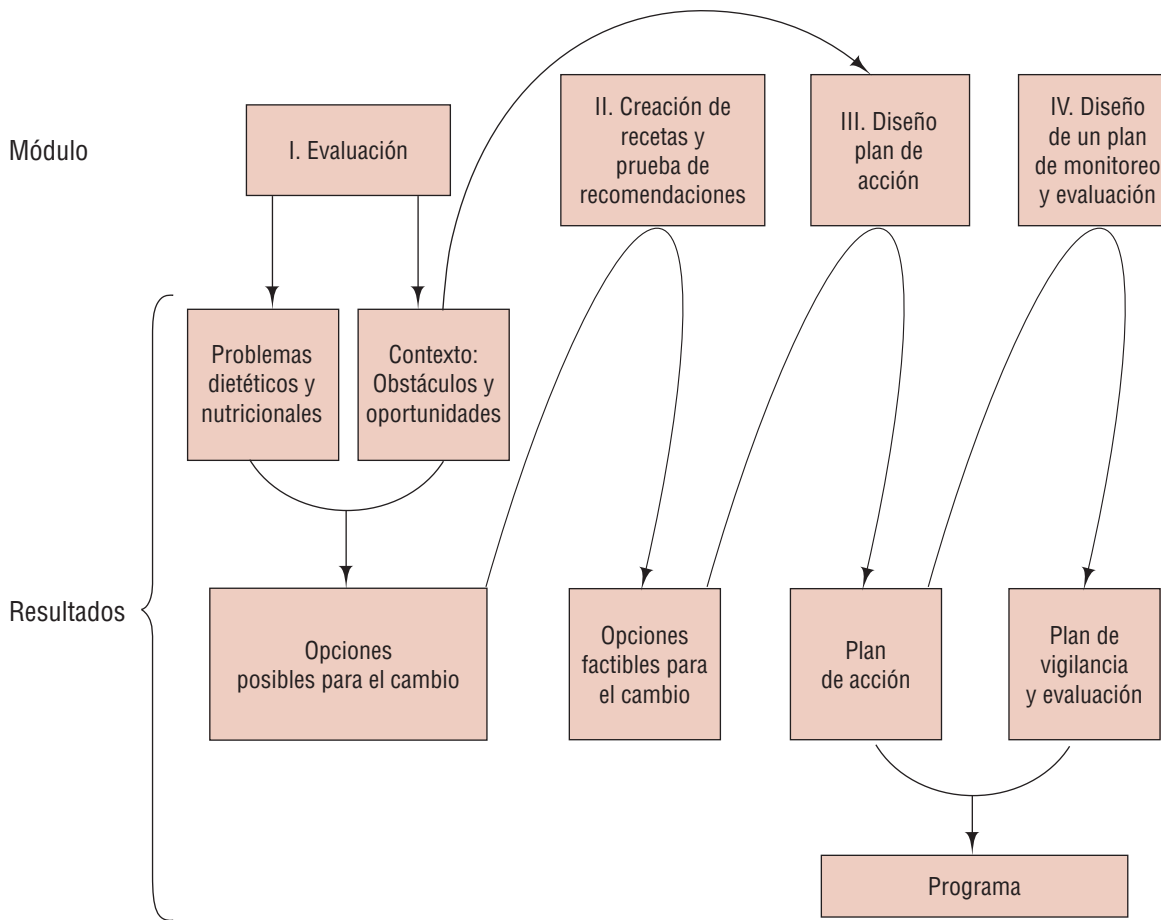 Módulo
I. Evaluación
II. Creación de
recetas y
prueba de
recomendaciones
III. Diseño
plan de
acción
IV. Diseño
de un plan
de monitoreo
y evaluación
Problemas
dietéticos y
nutricionales
Contexto:
Obstáculos y
oportunidades
Resultados
Opciones
posibles para el cambio
Opciones
factibles para
el cambio
Plan
de acción
Plan de
vigilancia
y evaluación
Programa